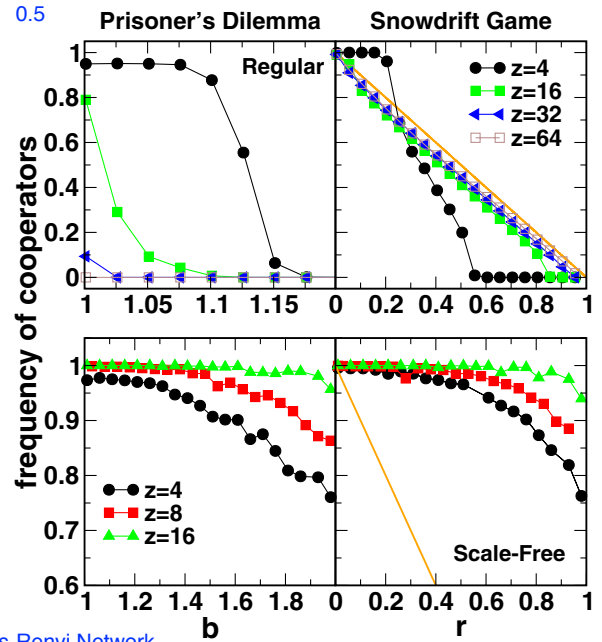 0.5
Prisoner's Dilemma
Snowdrift Game
frequency of cooperators
1
0.8
0.6
0.4
0.2
0
Regular
z=4
z=16
z=32
z=64
1 1.05 1.1 1.15
0 0.2 0.4 0.6 0.8 1
1
0.9
0.8
0.7
0.6
z=4
z=8
z=16
Scale-Free
1 1.2 1.4 1.6 1.8 2
0 0.2 0.4 0.6 0.8 1
b
r